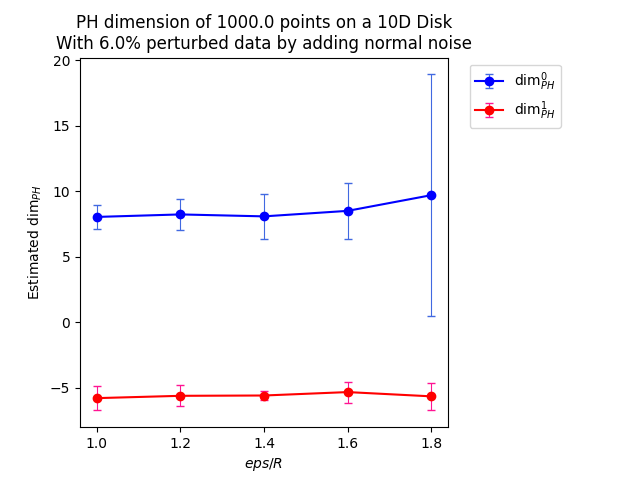 PH dimension of 1000.0 points on a 10D Disk
With 6.0% perturbed data by adding normal noise
20
15
10
5
0
−5
Estimated dim_{PH}
1.0 1.2 1.4 1.6 1.8
eps/R
dim^0_{PH}
dim^1_{PH}